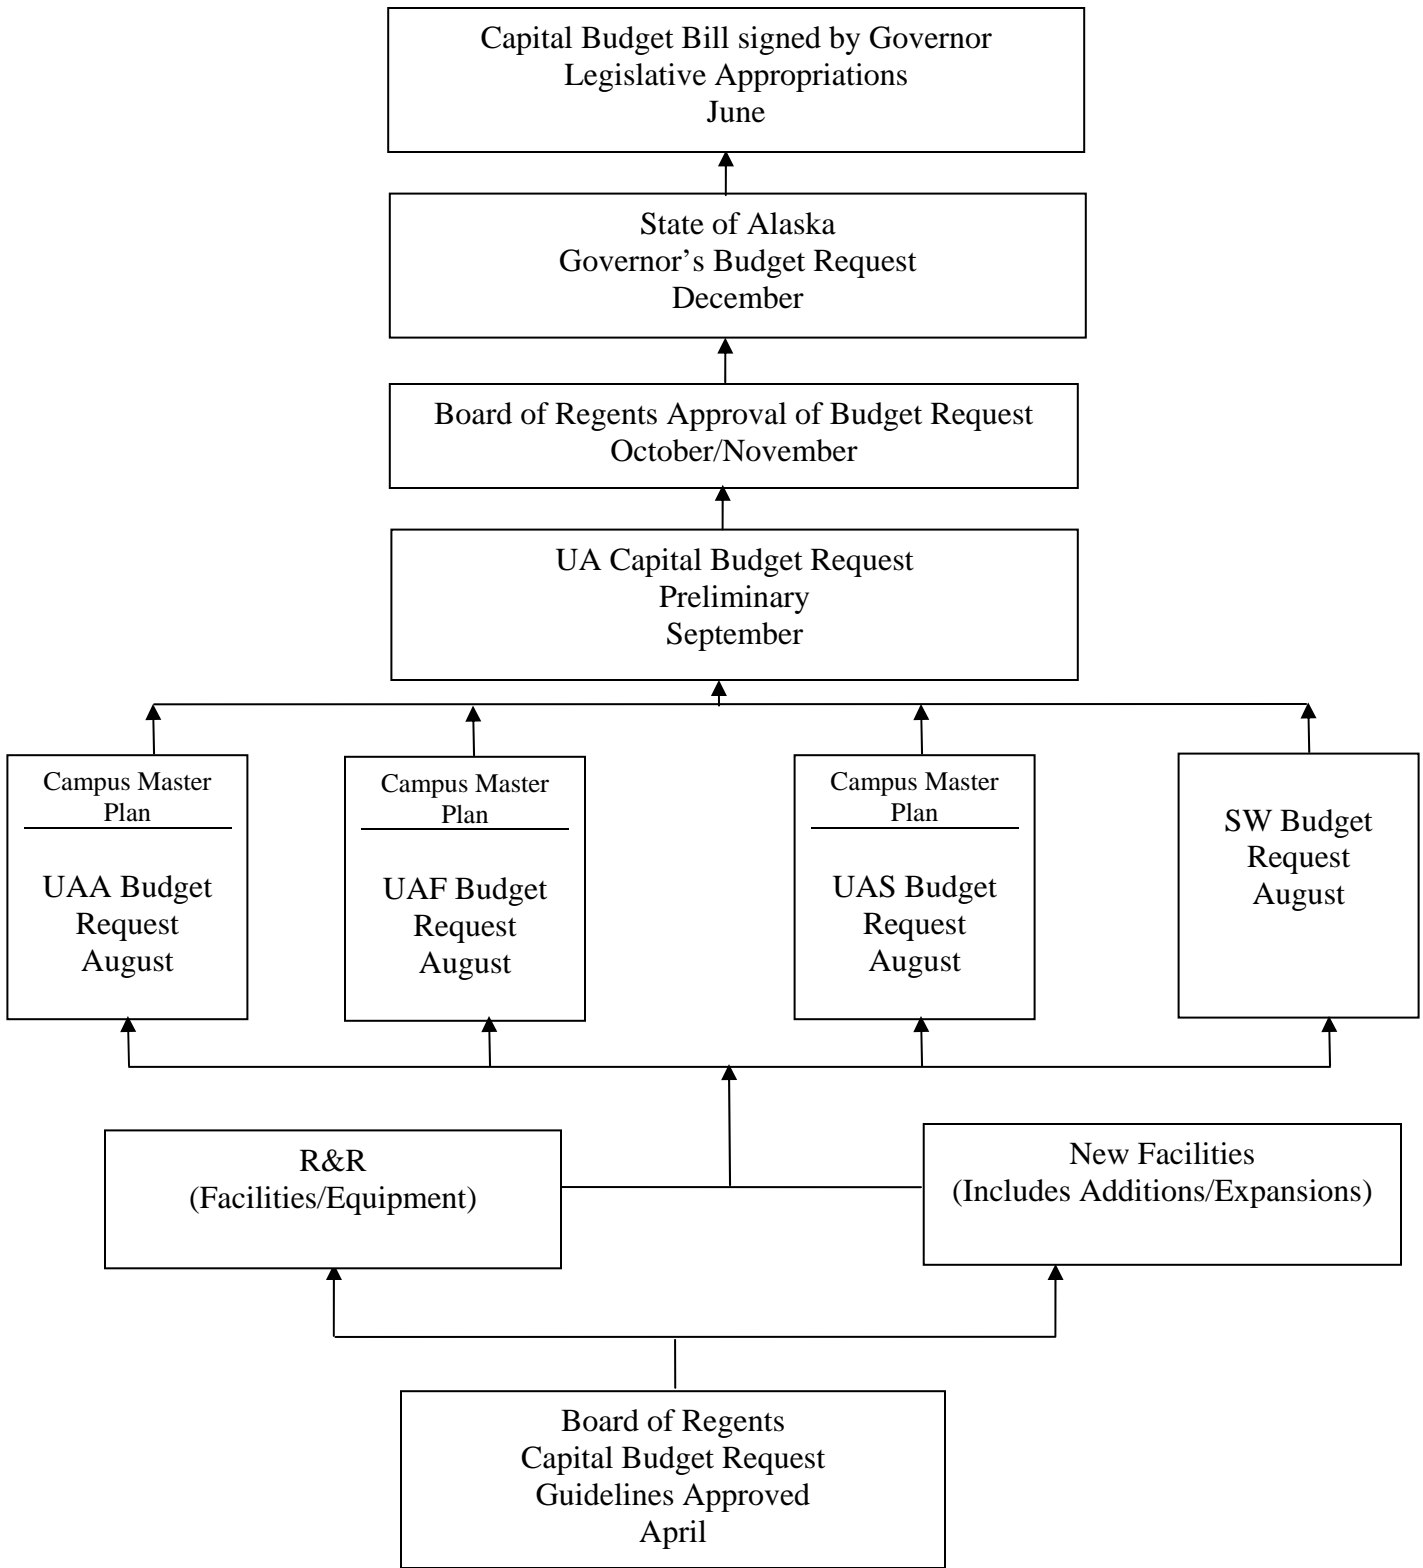 Capital Budget Bill signed by Governor
Legislative Appropriations
June
State of Alaska
Governor’s Budget Request
December
Board of Regents Approval of Budget Request
October/November
UA Capital Budget Request
Preliminary
September
Campus Master
Plan
UAA Budget
Request
August
Campus Master
Plan
UAF Budget
Request
August
Campus Master
Plan
UAS Budget
Request
August
SW Budget
Request
August
R&R
(Facilities/Equipment)
New Facilities
(Includes Additions/Expansions)
Board of Regents
Capital Budget Request
Guidelines Approved
April